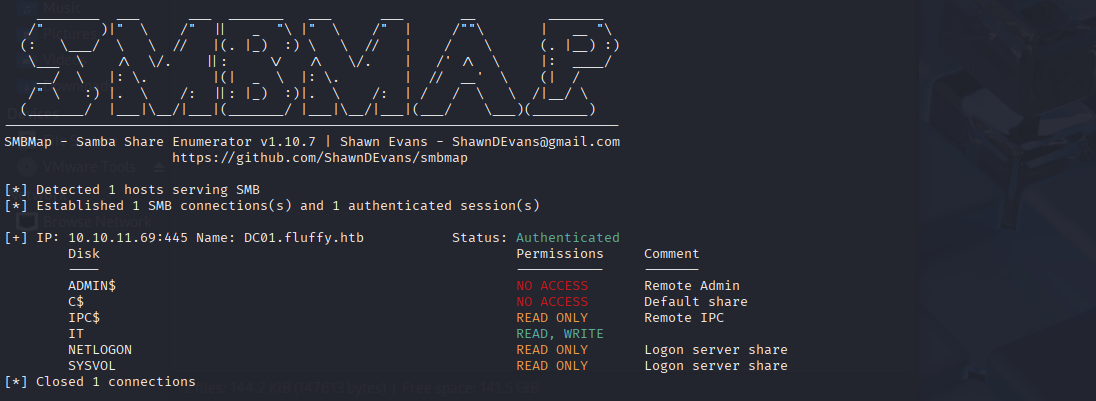 SMBMap - Samba Share Enumerator v1.10.7 | Shawn Evans - ShawnDEvans@gmail.com
https://github.com/ShawnDEvans/smbmap
[*] Detected 1 hosts serving SMB
[*] Established 1 SMB connections(s) and 1 authenticated session(s)
[+] IP: 10.10.11.69:445 Name: DC01.fluffy.htb Status: Authenticated
Disk Permissions Comment
---- ----------- -------
ADMIN$ NO ACCESS Remote Admin
C$ NO ACCESS Default share
IPC$ READ ONLY Remote IPC
IT READ, WRITE
NETLOGON READ ONLY Logon server share
SYSVOL READ ONLY Logon server share
[*] Closed 1 connections